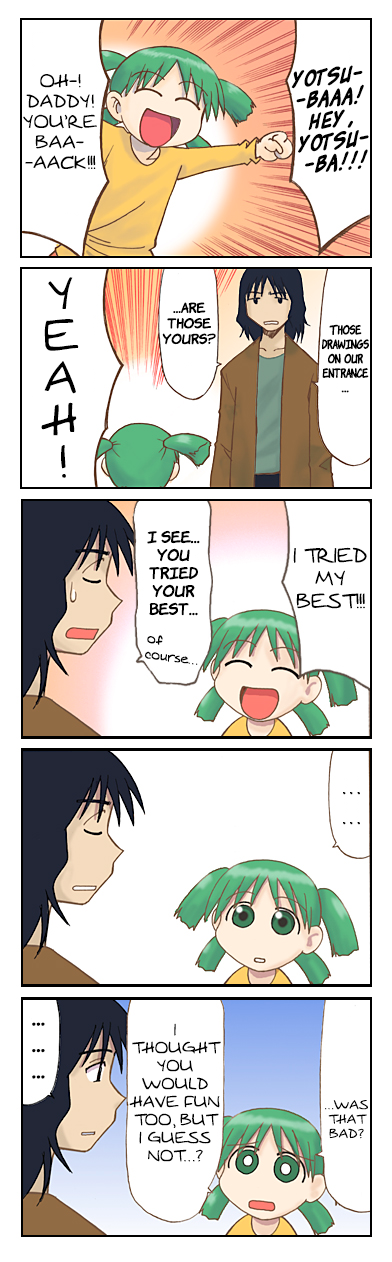 YOTSU-
-BAAA!
HEY,
YOTSU-
-BA!!!
OH-!
DADDY!
YOU'RE
BAA-
-AACK!!!
THOSE
DRAWINGS
ON OUR
ENTRANCE
...
...ARE
THOSE
YOURS?
Y
E
A
H
!
I TRIED
MY
BEST!!!
I SEE...
YOU
TRIED
YOUR
BEST...
of
course...
...
...
...WAS
THAT
BAD?
I
THOUGHT
YOU
WOULD
HAVE FUN
TOO, BUT
I GUESS
NOT...?
...
...
...